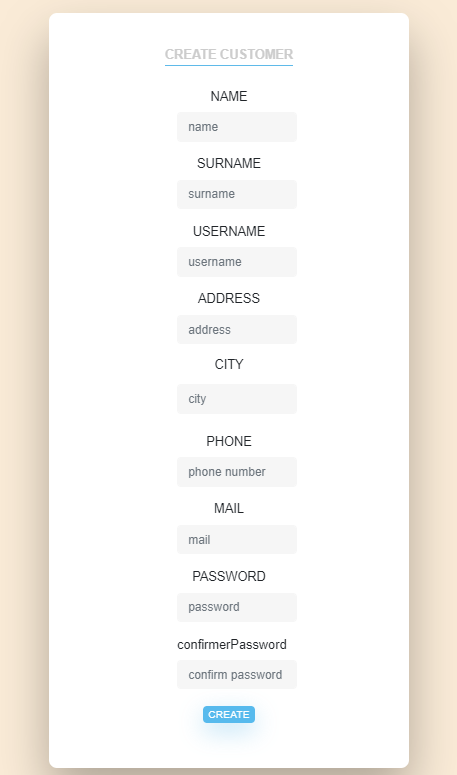 CREATE CUSTOMER
NAME
name
SURNAME
surname
USERNAME
username
ADDRESS
address
CITY
city
PHONE
phone number
MAIL
mail
PASSWORD
password
confirmerPassword
confirm password
CREATE